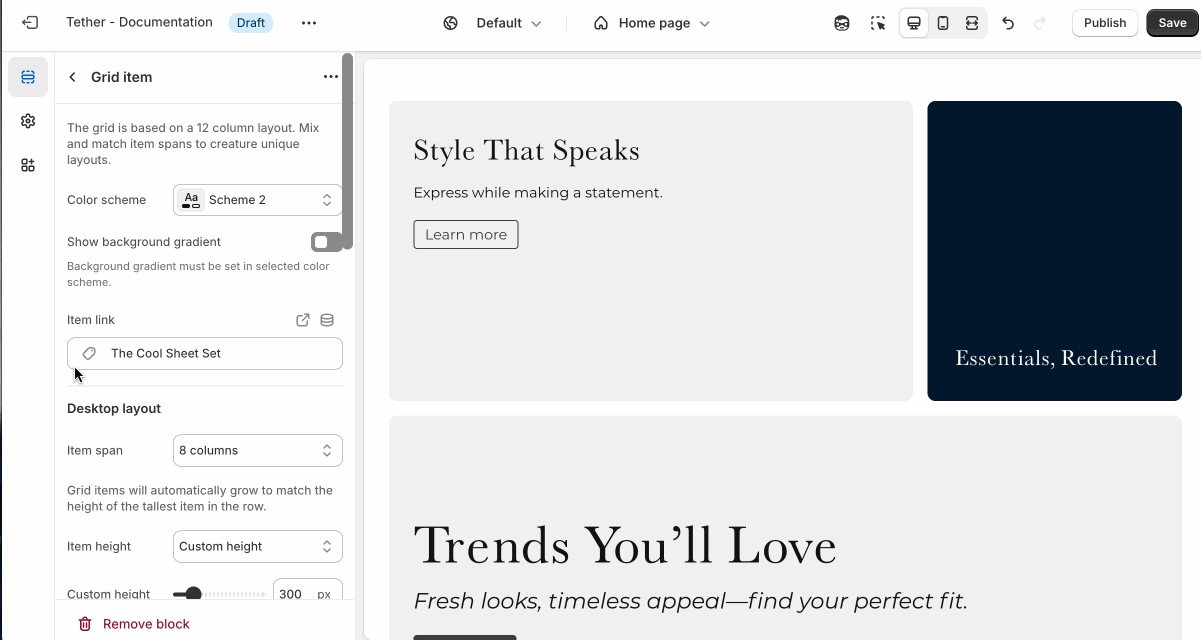 Tether - Documentation Draft Default Home page Publish Save
Grid item
The grid is based on a 12 column layout. Mix
and match item spans to creature unique
layouts.
Color scheme Aa Scheme 2
Show background gradient
Background gradient must be set in selected color
scheme.
Item link
The Cool Sheet Set
Desktop layout
Item span 8 columns
Grid items will automatically grow to match the
height of the tallest item in the row.
Item height Custom height
Custom height 300 px
Remove block
Style That Speaks
Express while making a statement.
Learn more
Essentials, Redefined
Trends You’ll Love
Fresh looks, timeless appeal—find your perfect fit.